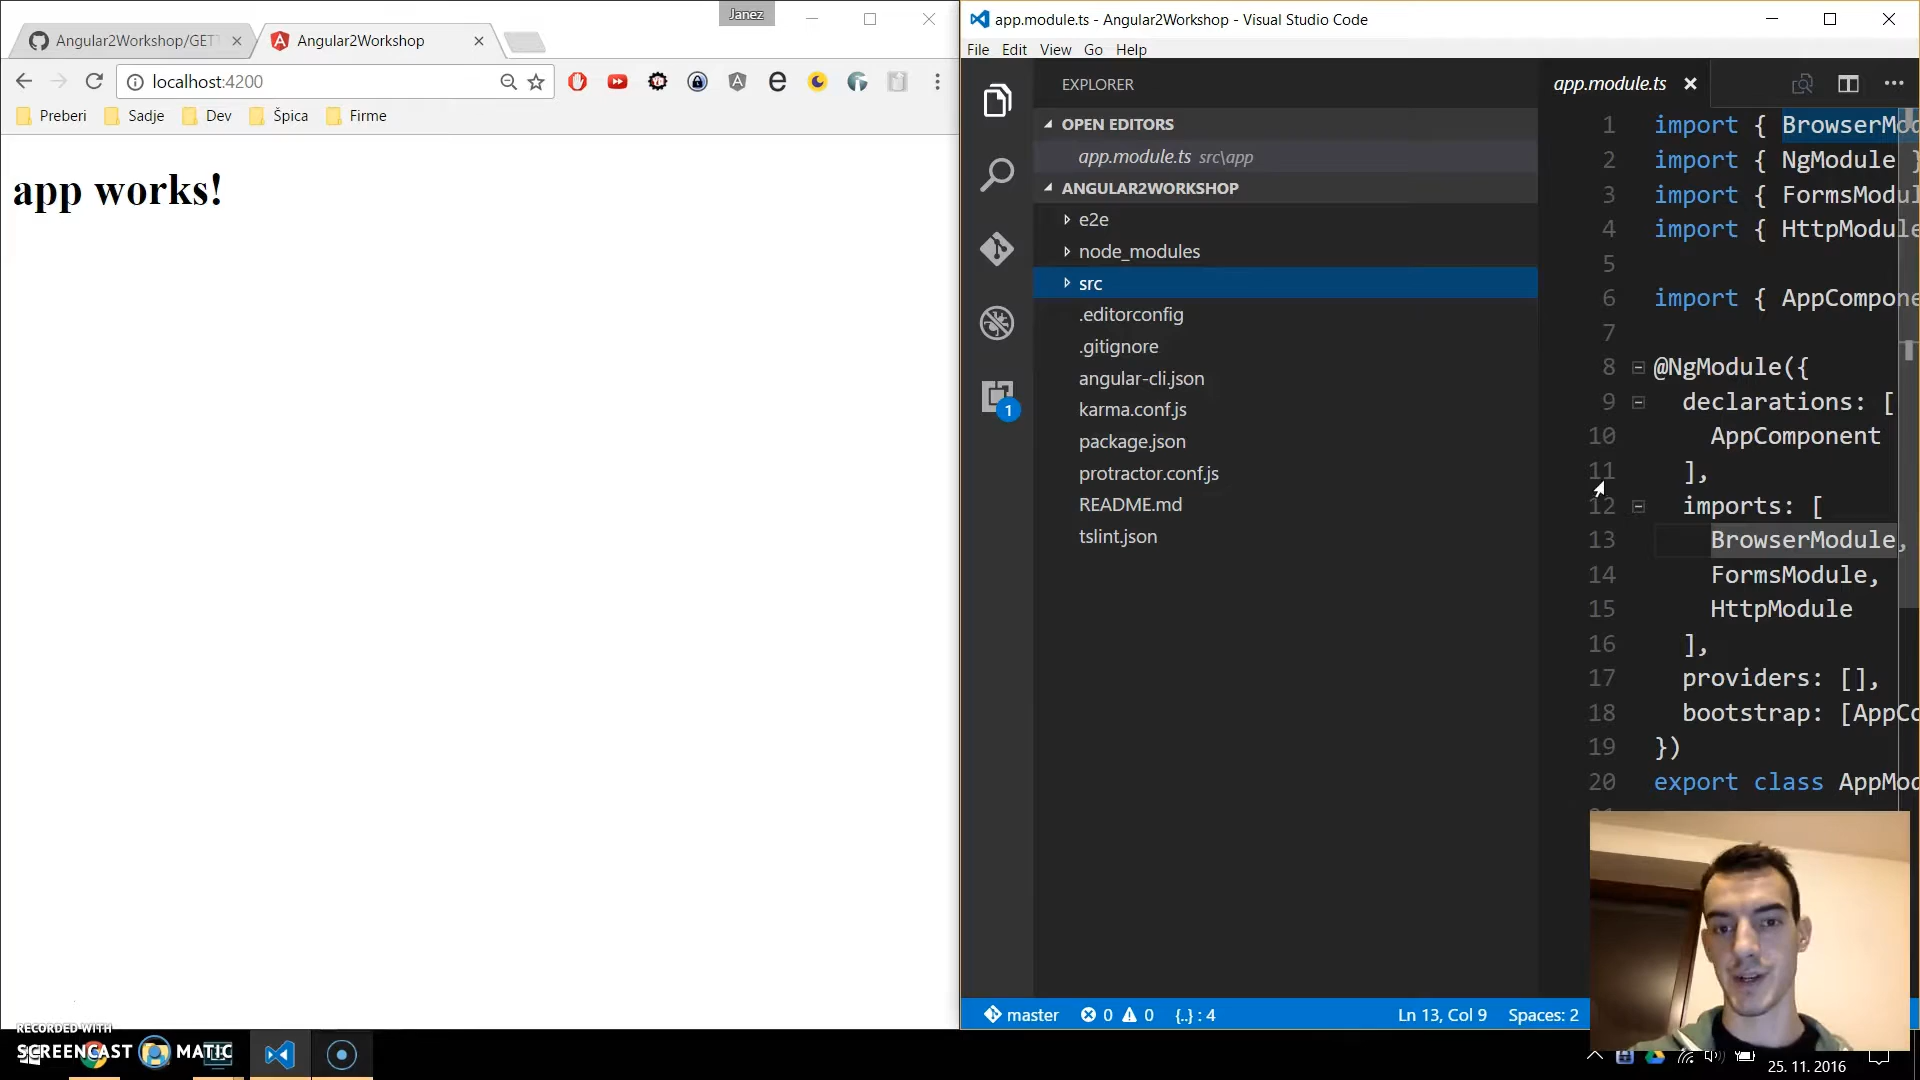 Janez
Angular2Workshop/GET
Angular2Workshop
localhost:4200
Preberi
Sadje
Dev
Špica
Firme
app works!
app.module.ts - Angular2Workshop - Visual Studio Code
File Edit View Go Help
EXPLORER
OPEN EDITORS
app.module.ts src\app
ANGULAR2WORKSHOP
e2e
node_modules
src
.editorconfig
.gitignore
angular-cli.json
karma.conf.js
package.json
protractor.conf.js
README.md
tslint.json
1
app.module.ts
1 import { BrowserMod
2 import { NgModule }
3 import { FormsModul
4 import { HttpModule
5
6 import { AppCompone
7
8 @NgModule({
9 declarations: [
10 AppComponent
11 ],
12 imports: [
13 BrowserModule,
14 FormsModule,
15 HttpModule
16 ],
17 providers: [],
18 bootstrap: [AppCo
19 })
20 export class AppMod
master 0 0 {..} : 4 Ln 13, Col 9 Spaces: 2
RECORDED WITH
SCREENCAST MATIC
25. 11. 2016